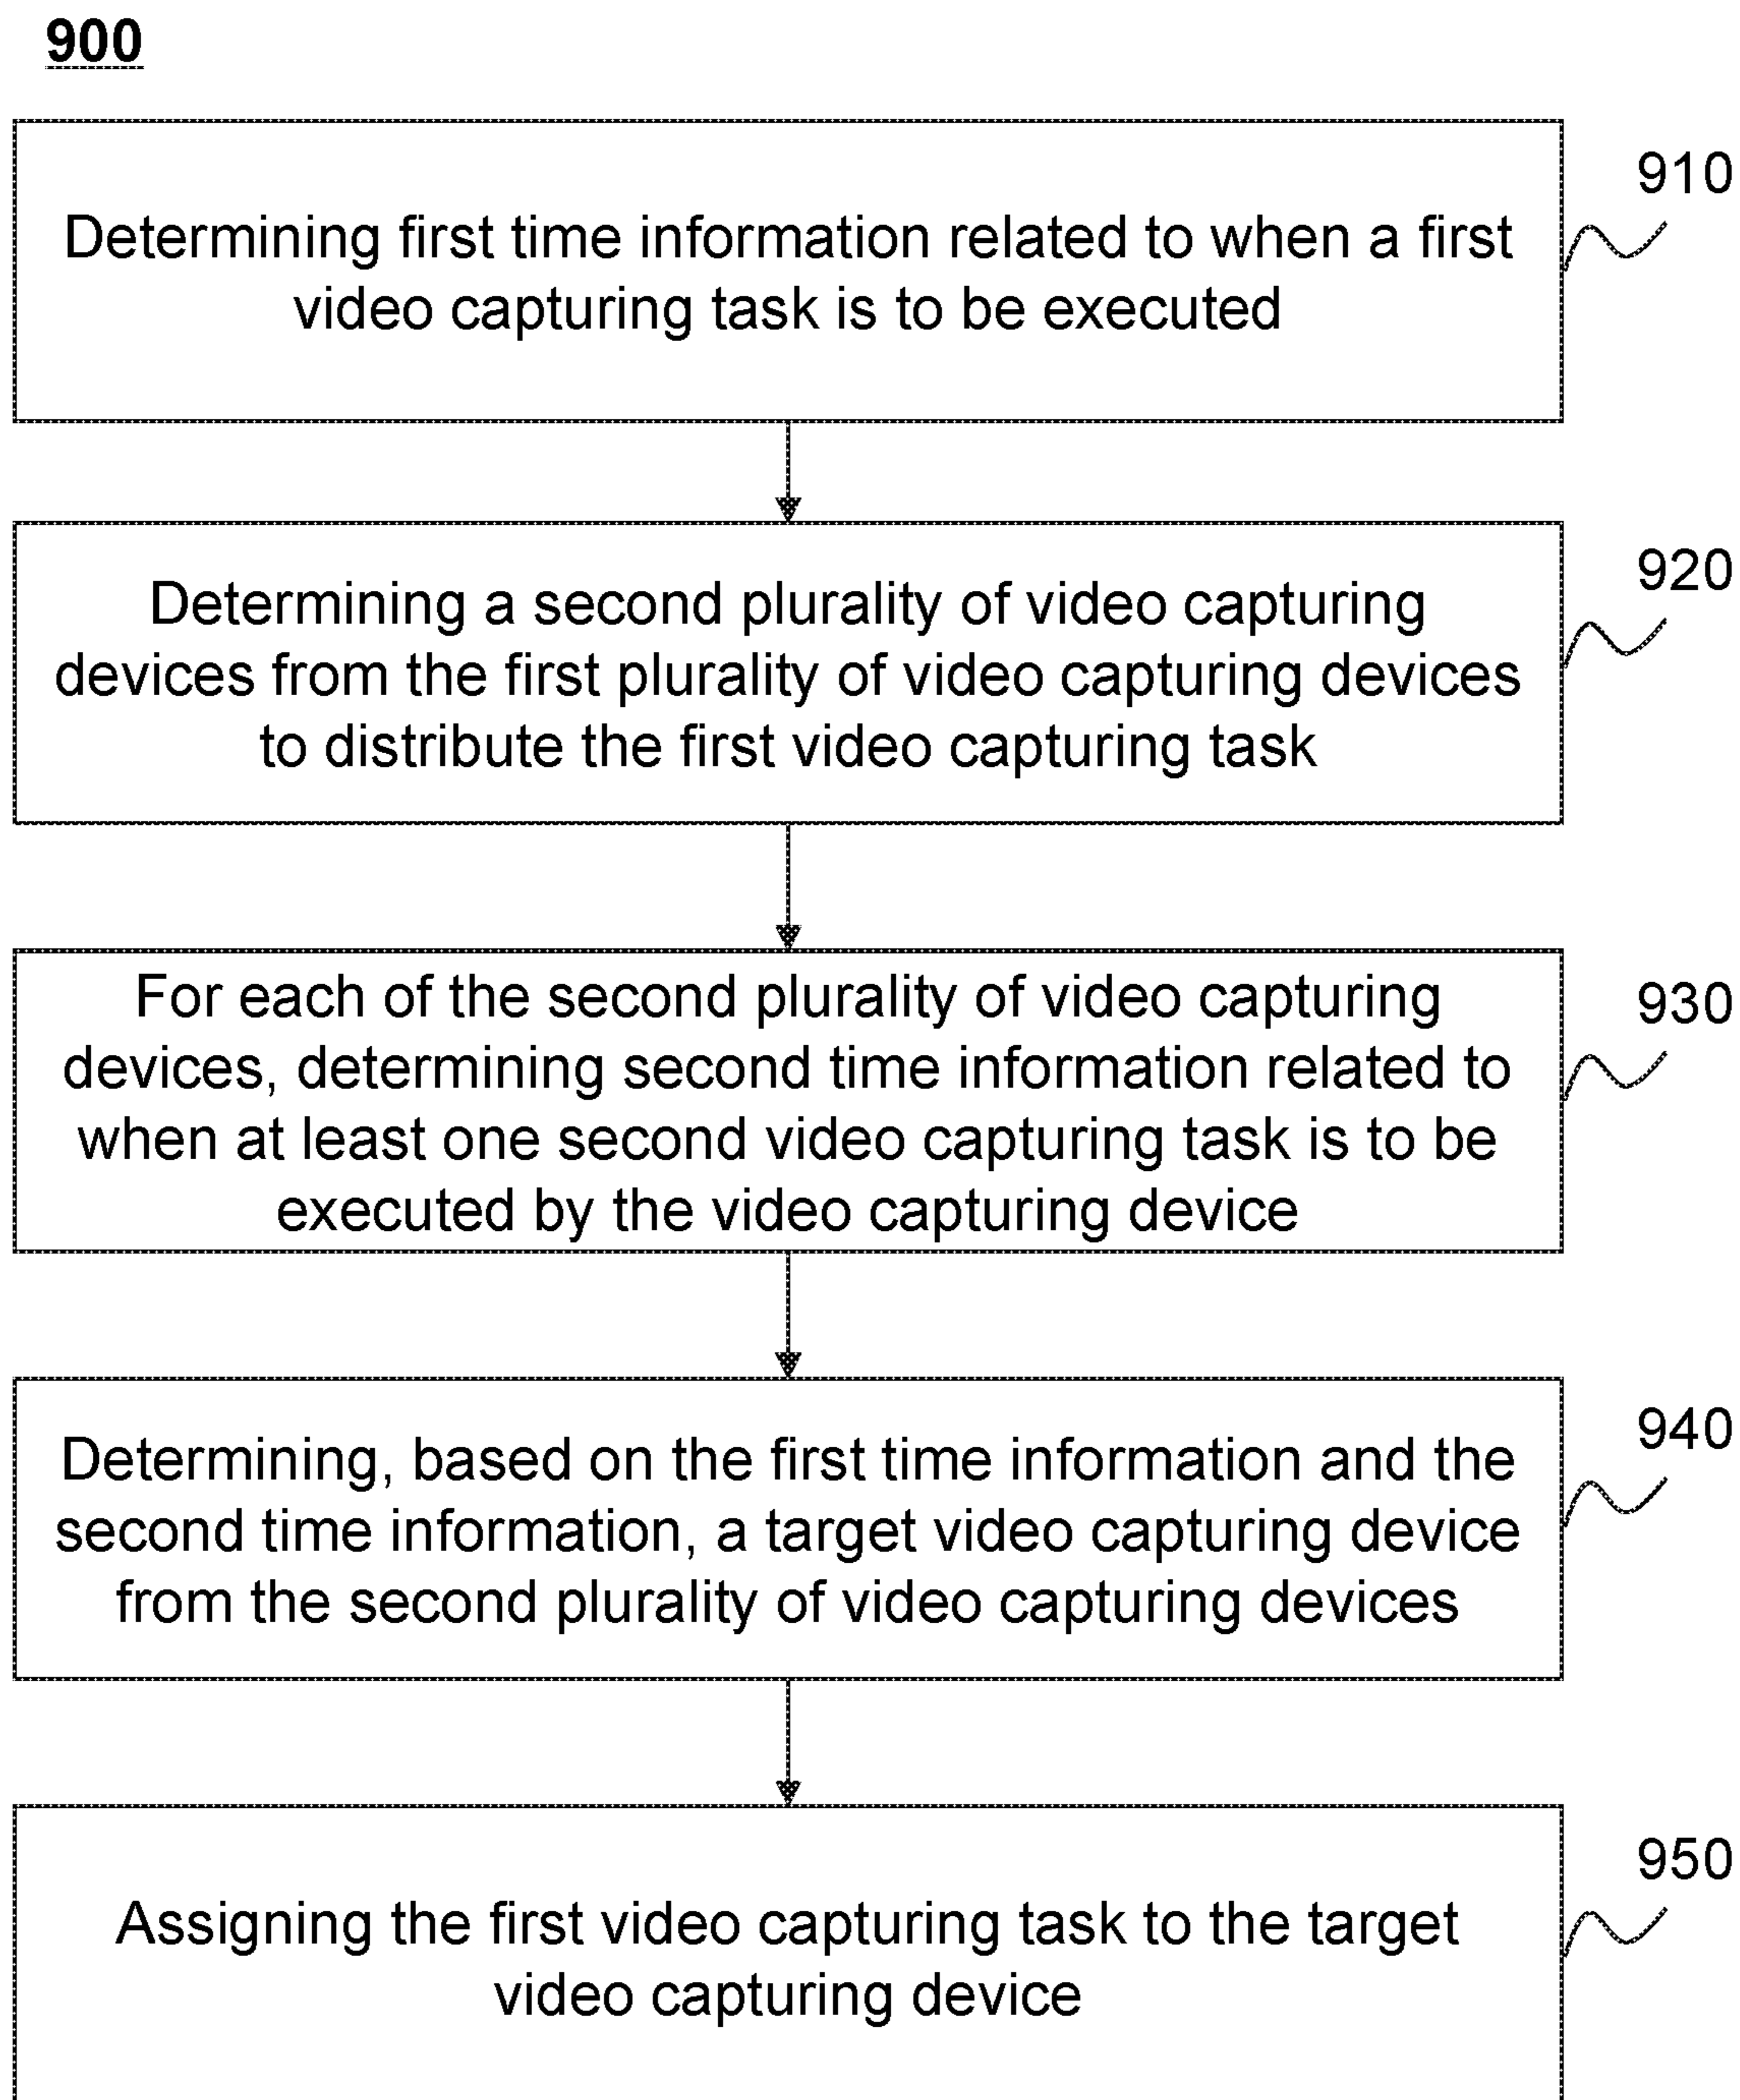 900
910
Determining first time information related to when a first
video capturing task is to be executed
920
Determining a second plurality of video capturing
devices from the first plurality of video capturing devices
to distribute the first video capturing task
930
For each of the second plurality of video capturing
devices, determining second time information related to
when at least one second video capturing task is to be
executed by the video capturing device
940
Determining, based on the first time information and the
second time information, a target video capturing device
from the second plurality of video capturing devices
950
Assigning the first video capturing task to the target
video capturing device